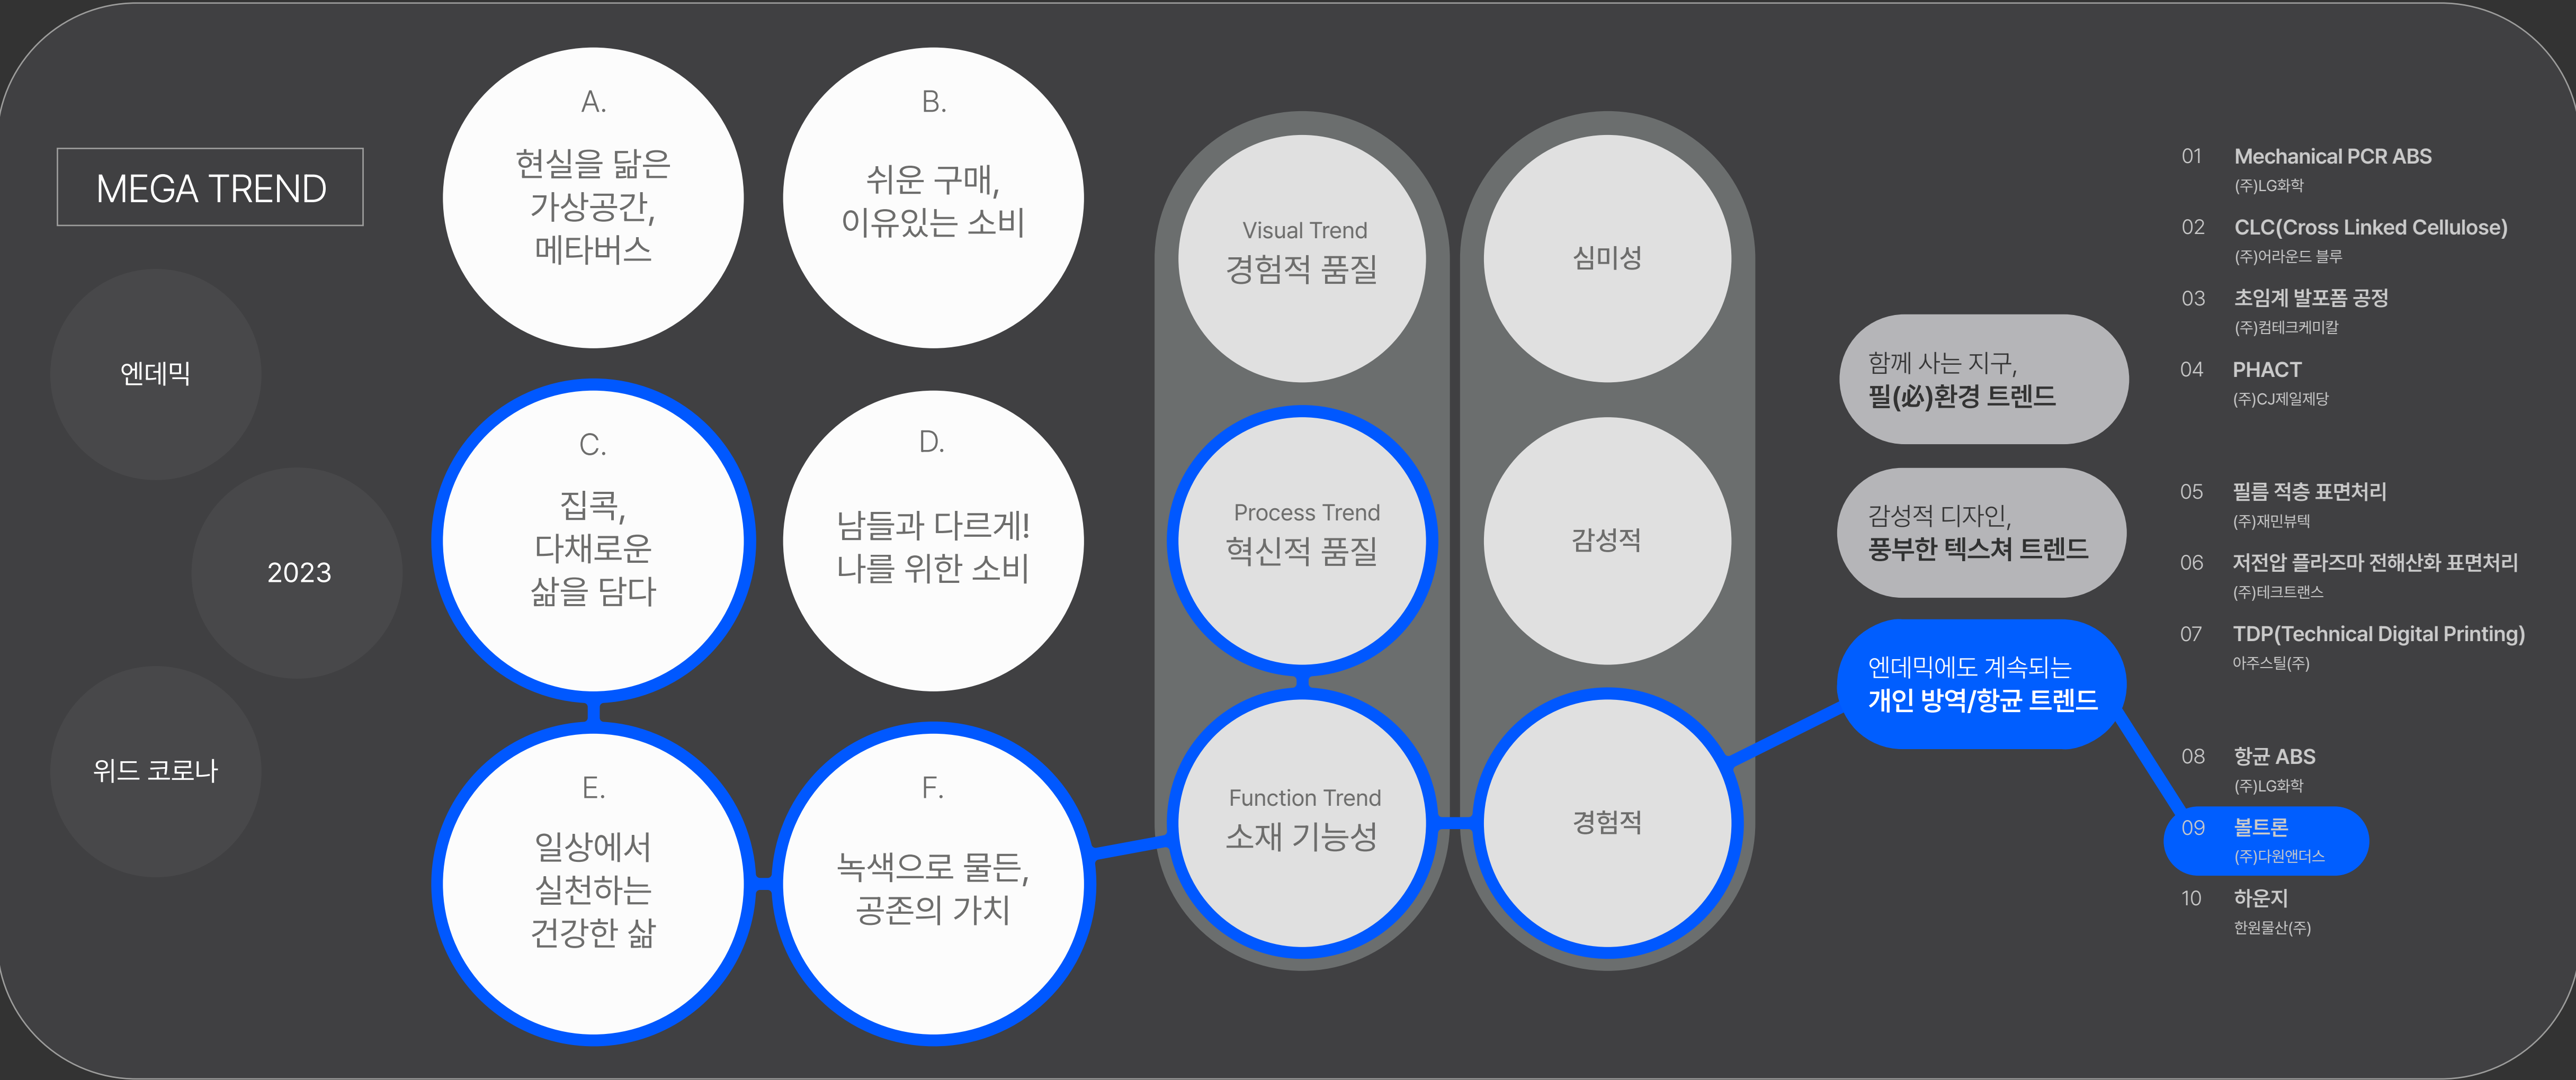 MEGA TREND
엔데믹
2023
위드 코로나
A.
현실을 닮은
가상공간,
메타버스
B.
쉬운 구매,
이유있는 소비
C.
집콕,
다채로운
삶을 담다
D.
남들과 다르게!
나를 위한 소비
E.
일상에서
실천하는
건강한 삶
F.
녹색으로 물든,
공존의 가치
Visual Trend
경험적 품질
Process Trend
혁신적 품질
Function Trend
소재 기능성
심미성
감성적
경험적
함께 사는 지구,
필(必)환경 트렌드
감성적 디자인,
풍부한 텍스쳐 트렌드
엔데믹에도 계속되는
개인 방역/항균 트렌드
01 Mechanical PCR ABS
(주)LG화학
02 CLC(Cross Linked Cellulose)
(주)어라운드 블루
03 초임계 발포폼 공정
(주)컴테크케미칼
04 PHACT
(주)CJ제일제당
05 필름 적층 표면처리
(주)재민뷰텍
06 저전압 플라즈마 전해산화 표면처리
(주)테크트랜스
07 TDP(Technical Digital Printing)
아주스틸(주)
08 항균 ABS
(주)LG화학
09 볼트론
(주)다원앤더스
10 하운지
한원물산(주)